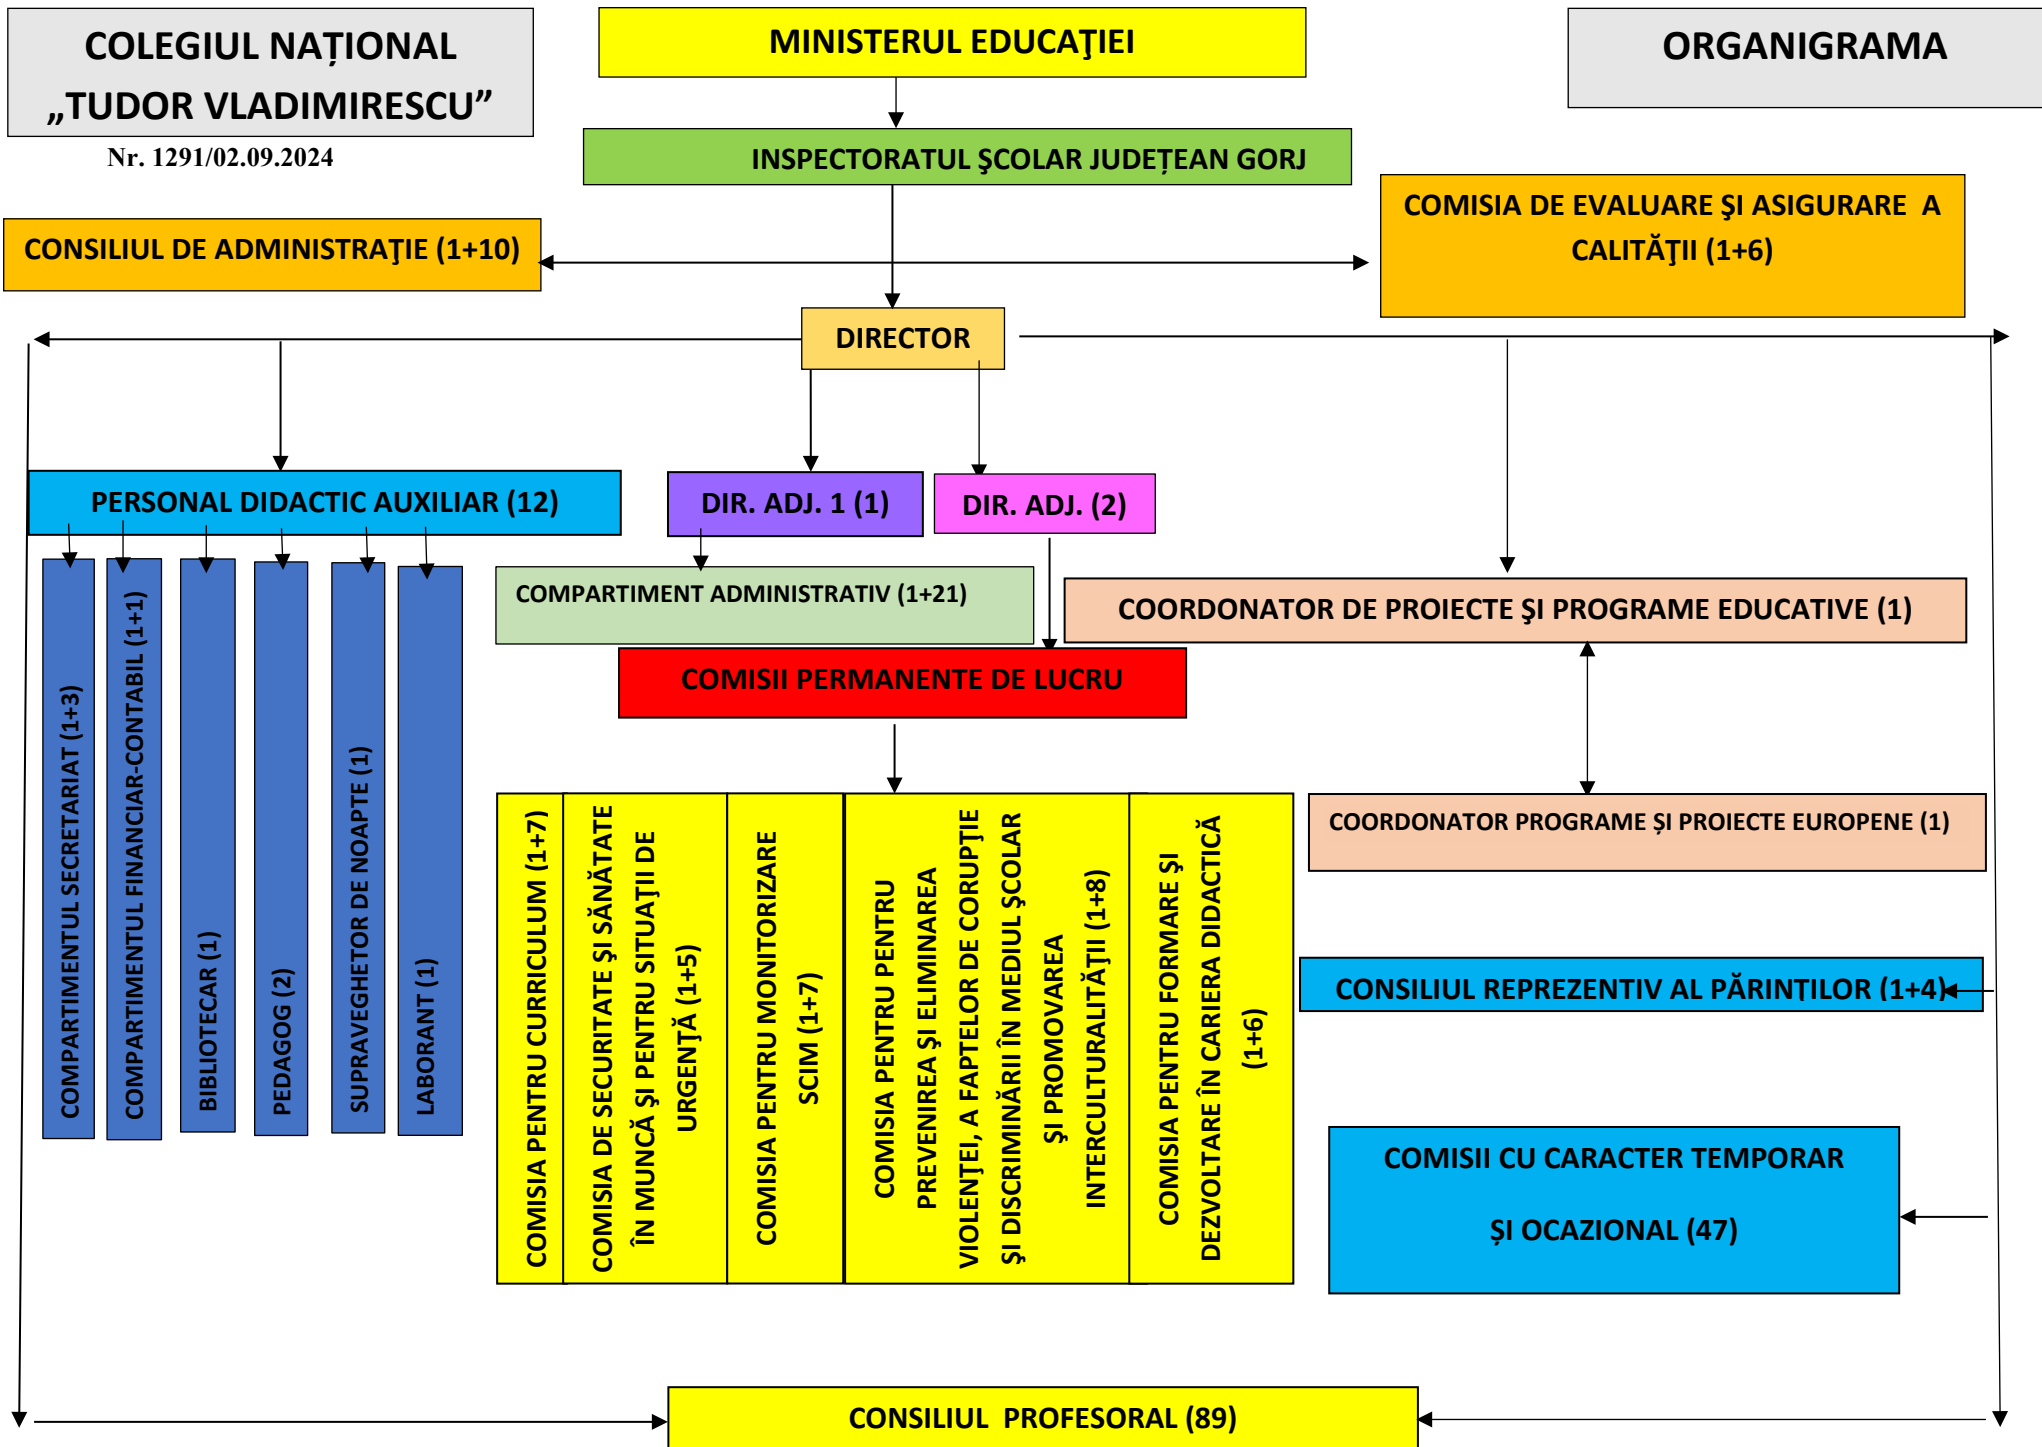 COLEGIUL NAȚIONAL
„TUDOR VLADIMIRESCU”
Nr. 1291/02.09.2024
MINISTERUL EDUCAŢIEI
ORGANIGRAMA
INSPECTORATUL ŞCOLAR JUDEȚEAN GORJ
CONSILIUL DE ADMINISTRAŢIE (1+10)
COMISIA DE EVALUARE ŞI ASIGURARE A
CALITĂŢII (1+6)
DIRECTOR
PERSONAL DIDACTIC AUXILIAR (12)
DIR. ADJ. 1 (1)
DIR. ADJ. (2)
COMPARTIMENTUL SECRETARIAT (1+3)
COMPARTIMENTUL FINANCIAR-CONTABIL (1+1)
BIBLIOTECAR (1)
PEDAGOG (2)
SUPRAVEGHETOR DE NOAPTE (1)
LABORANT (1)
COMPARTIMENT ADMINISTRATIV (1+21)
COORDONATOR DE PROIECTE ŞI PROGRAME EDUCATIVE (1)
COMISII PERMANENTE DE LUCRU
COMISIA PENTRU CURRICULUM (1+7)
COMISIA DE SECURITATE ŞI SĂNĂTATE
ÎN MUNCĂ ŞI PENTRU SITUAŢII DE
URGENŢĂ (1+5)
COMISIA PENTRU MONITORIZARE
SCIM (1+7)
COMISIA PENTRU PENTRU
PREVENIREA ŞI ELIMINAREA
VIOLENŢEI, A FAPTELOR DE CORUPŢIE
ŞI DISCRIMINĂRII ÎN MEDIUL ŞCOLAR
ŞI PROMOVAREA
INTERCULTURALITĂŢII (1+8)
COMISIA PENTRU FORMARE ŞI
DEZVOLTARE ÎN CARIERA DIDACTICĂ
(1+6)
COORDONATOR PROGRAME ȘI PROIECTE EUROPENE (1)
CONSILIUL REPREZENTIV AL PĂRINŢILOR (1+4)
COMISII CU CARACTER TEMPORAR
ȘI OCAZIONAL (47)
CONSILIUL PROFESORAL (89)